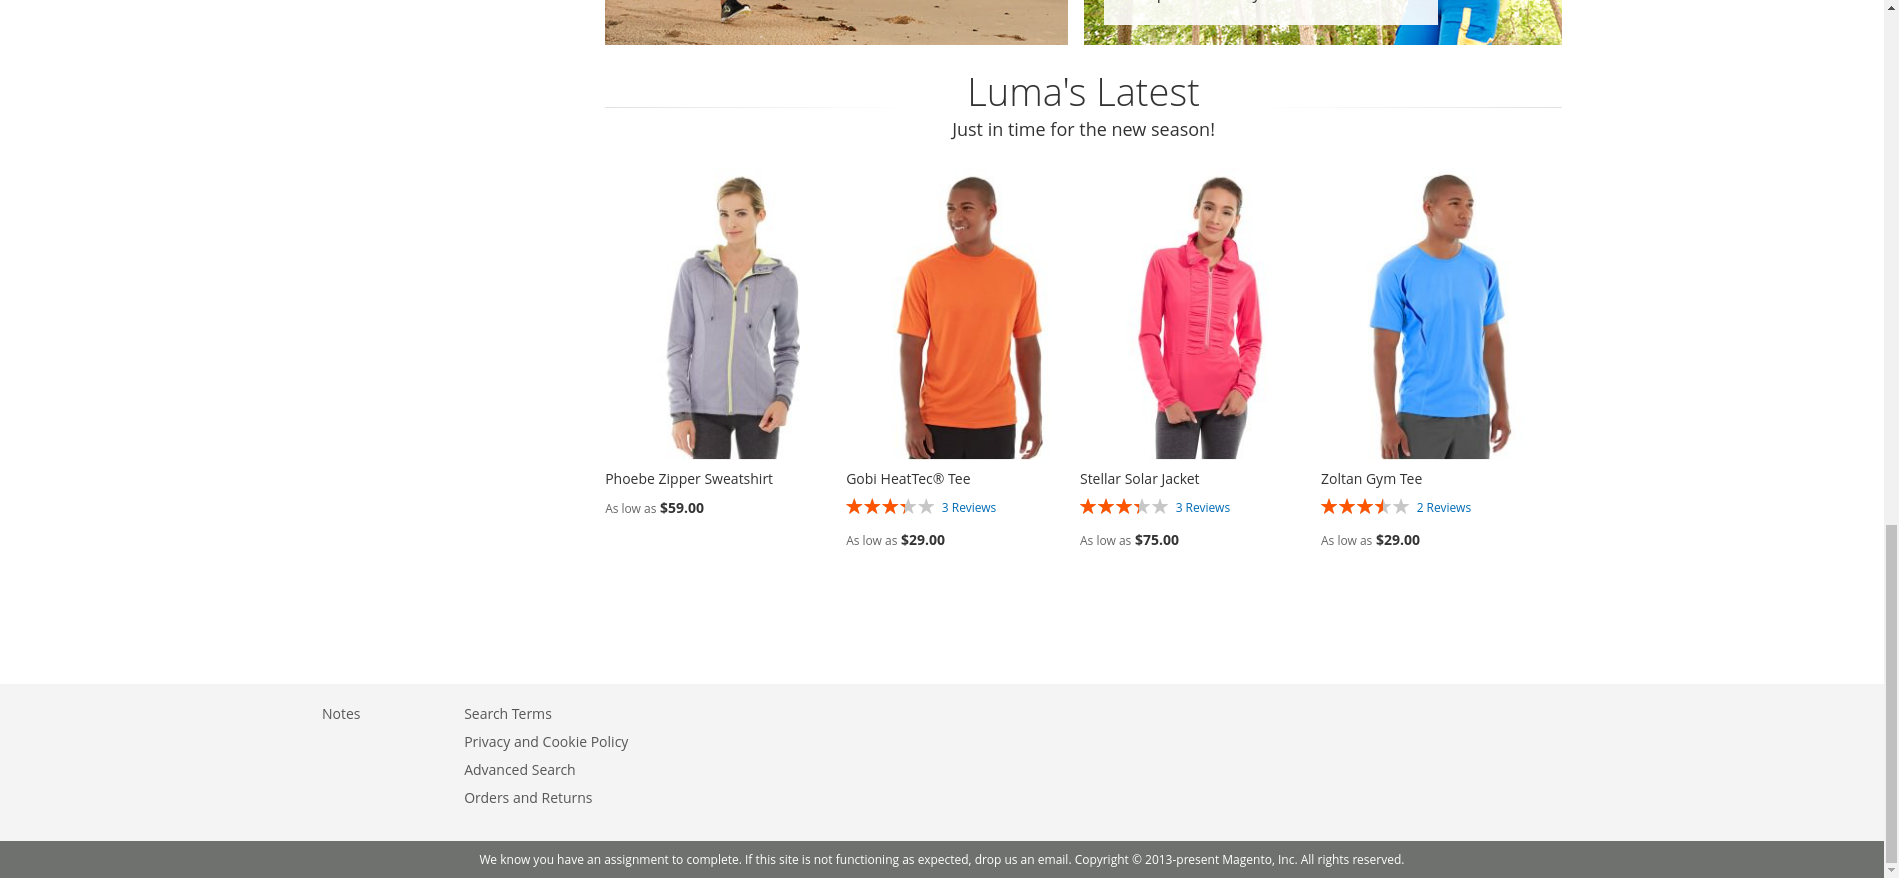 Luma's Latest
Just in time for the new season!
Phoebe Zipper Sweatshirt
As low as $59.00
Gobi HeatTec® Tee
3 Reviews
As low as $29.00
Stellar Solar Jacket
3 Reviews
As low as $75.00
Zoltan Gym Tee
2 Reviews
As low as $29.00
Notes
Search Terms
Privacy and Cookie Policy
Advanced Search
Orders and Returns
We know you have an assignment to complete. If this site is not functioning as expected, drop us an email. Copyright © 2013-present Magento, Inc. All rights reserved.